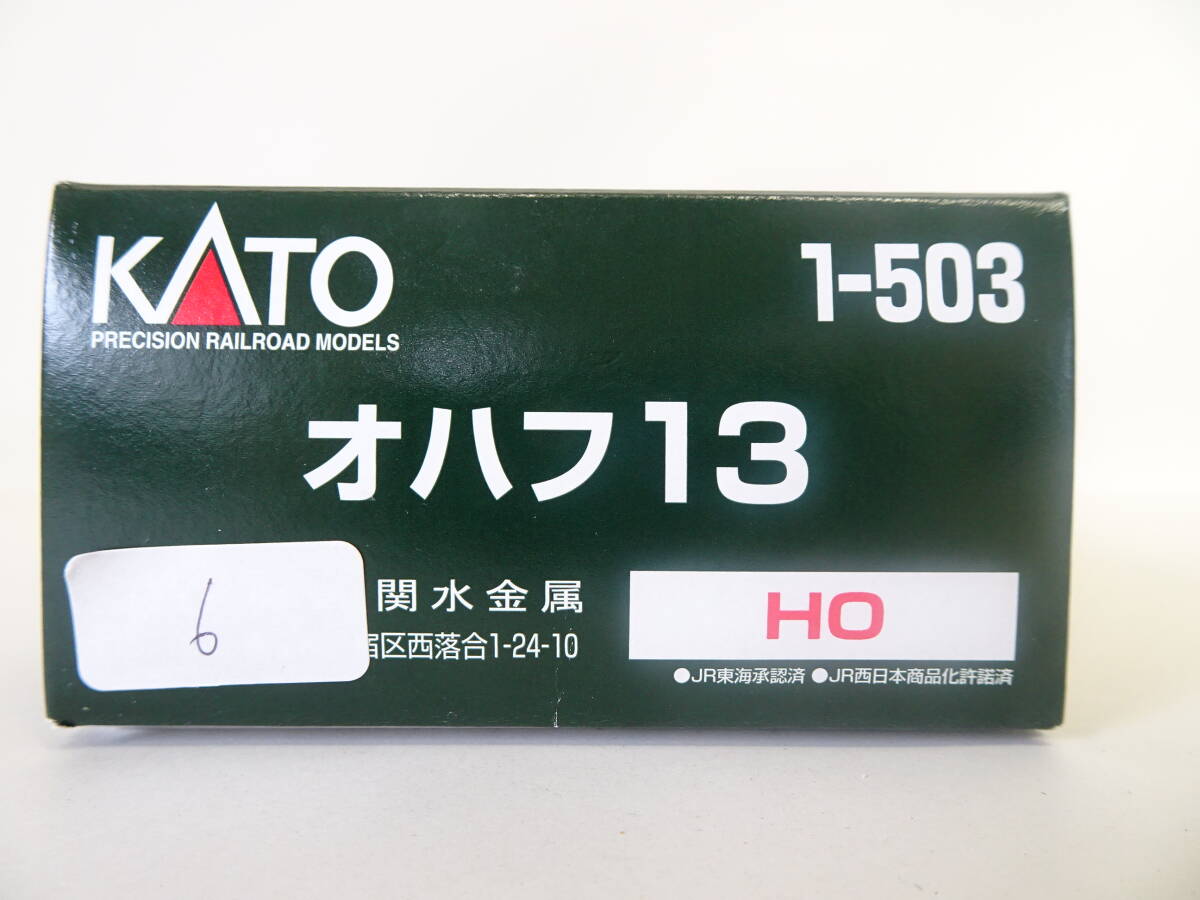 KATO
PRECISION RAILROAD MODELS
1-503
オハフ13
6
関水金属
宿区西落合1-24-10
HO
●JR東海承認済 ●JR西日本商品化許諾済